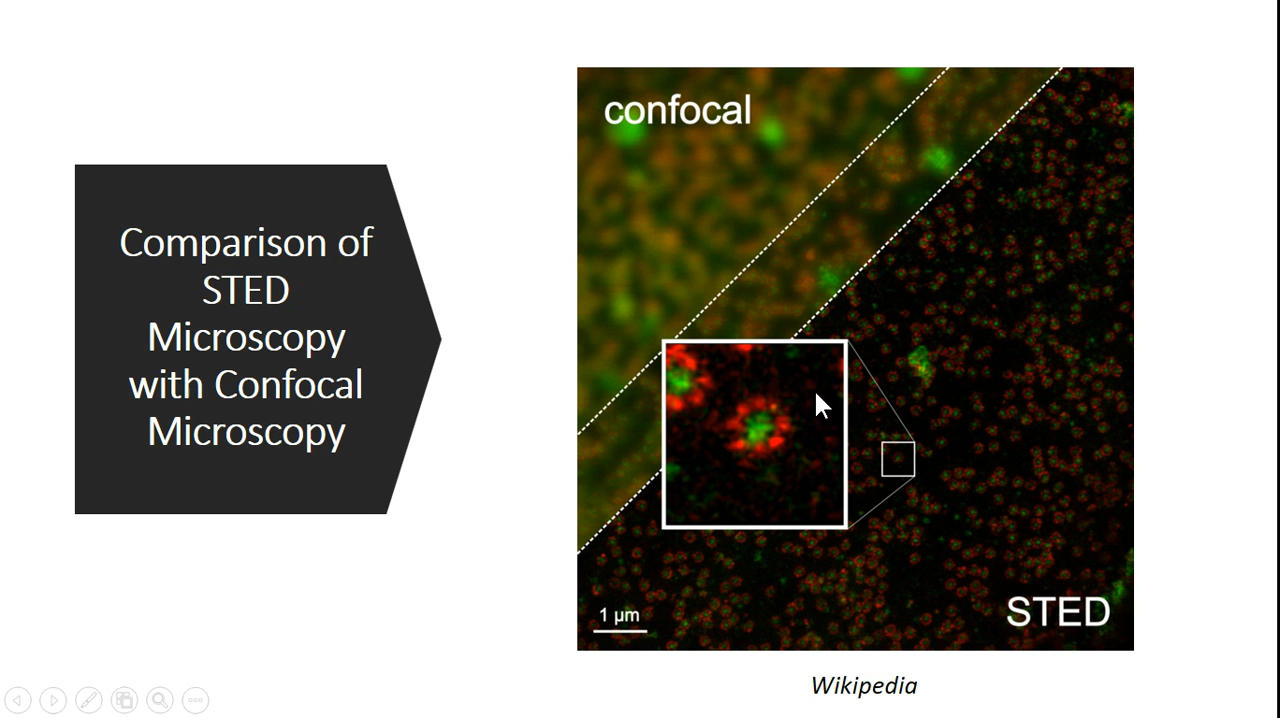 Comparison of
STED
Microscopy
with Confocal
Microscopy
confocal
1 µm
STED
Wikipedia